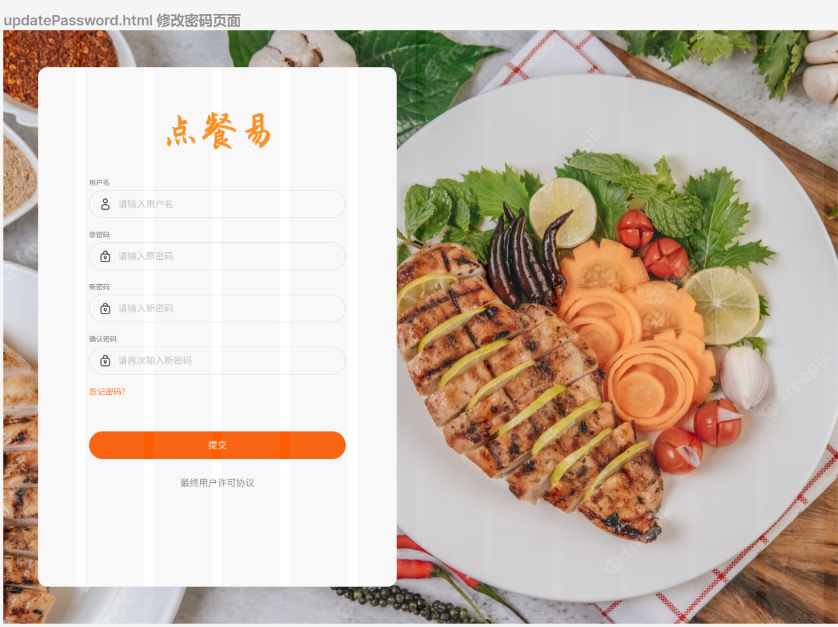 updatePassword.html 修改密码页面
点餐易
用户名
请输入用户名
原密码
请输入原密码
新密码
请输入新密码
确认密码
请再次输入新密码
忘记密码?
提交
最终用户许可协议
freepik
freepik